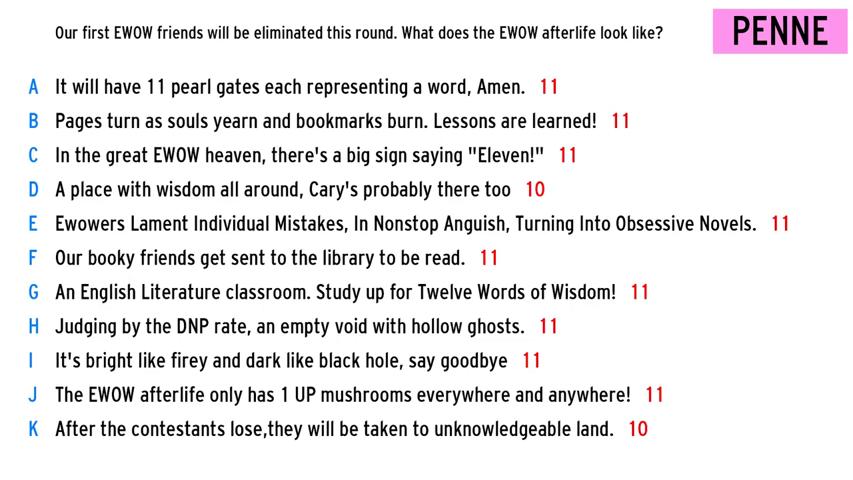 Our first EWOW friends will be eliminated this round. What does the EWOW afterlife look like?
PENNE
A It will have 11 pearl gates each representing a word, Amen. 11
B Pages turn as souls yearn and bookmarks burn. Lessons are learned! 11
C In the great EWOW heaven, there's a big sign saying "Eleven!" 11
D A place with wisdom all around, Cary's probably there too 10
E Ewowers Lament Individual Mistakes, In Nonstop Anguish, Turning Into Obsessive Novels. 11
F Our booky friends get sent to the library to be read. 11
G An English Literature classroom. Study up for Twelve Words of Wisdom! 11
H Judging by the DNP rate, an empty void with hollow ghosts. 11
I It's bright like firey and dark like black hole, say goodbye 11
J The EWOW afterlife only has 1 UP mushrooms everywhere and anywhere! 11
K After the contestants lose,they will be taken to unknowledgeable land. 10